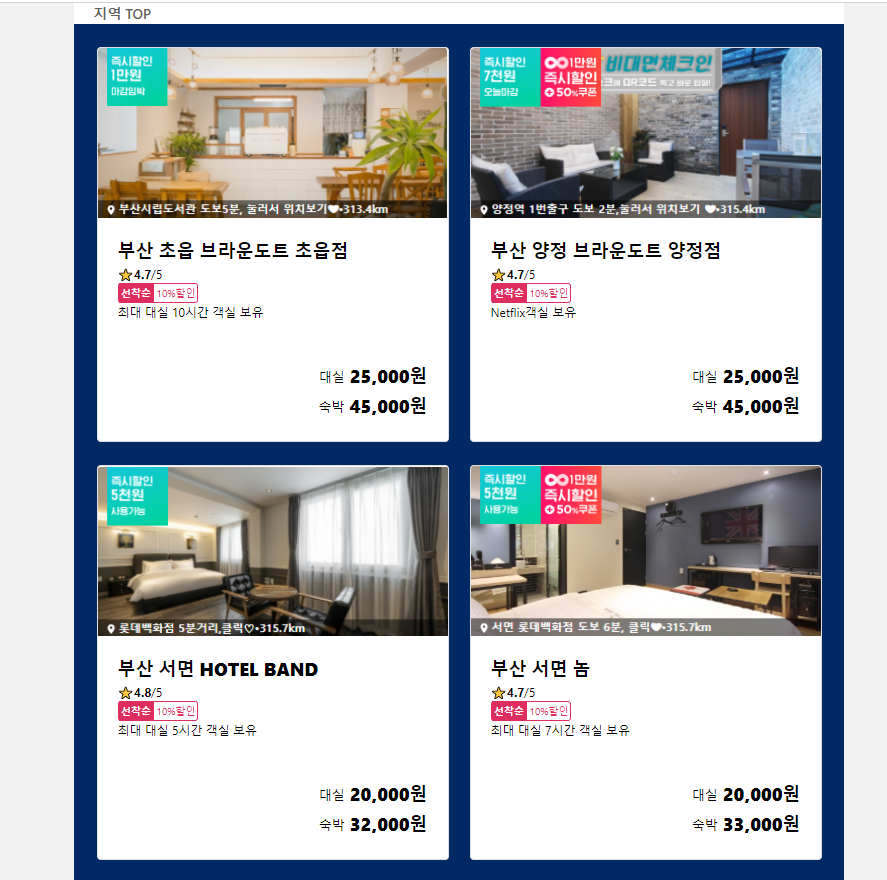 지역 TOP
즉시할인
1만원
마감임박
부산시립도서관 도보5분, 눌러서 위치보기♥•313.4km
부산 초읍 브라운도트 초읍점
4.7/5
선착순 10%할인
최대 대실 10시간 객실 보유
대실 25,000원
숙박 45,000원
즉시할인
7천원
오늘마감
1만원
즉시할인
+50%쿠폰
비대면체크인
크에 QR코드 찍고 바로 입실!
양정역 1번출구 도보 2분,눌러서 위치보기 ♥•315.4km
부산 양정 브라운도트 양정점
4.7/5
선착순 10%할인
Netflix객실 보유
대실 25,000원
숙박 45,000원
즉시할인
5천원
사용가능
롯데백화점 5분거리,클릭♡•315.7km
부산 서면 HOTEL BAND
4.8/5
선착순 10%할인
최대 대실 5시간 객실 보유
대실 20,000원
숙박 32,000원
즉시할인
5천원
사용가능
1만원
즉시할인
+50%쿠폰
서면 롯데백화점 도보 6분, 클릭♥•315.7km
부산 서면 놈
4.7/5
선착순 10%할인
최대 대실 7시간 객실 보유
대실 20,000원
숙박 33,000원